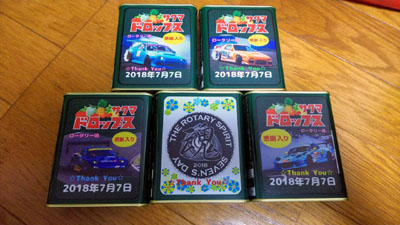 サクマ
ドロップス
ロータリー味
感謝入り
☆Thank You☆
2018年7月7日
サクマ
ドロップス
ロータリー味
感謝入り
☆Thank You☆
2018年7月7日
サクマ
ドロップス
ロータリー味
感謝入り
☆Thank You☆
2018年7月7日
THE ROTARY SPIRIT
2018
SEVEN'S DAY
☆Thank You☆
サクマ
ドロップス
ロータリー味
感謝入り
☆Thank You☆
2018年7月7日